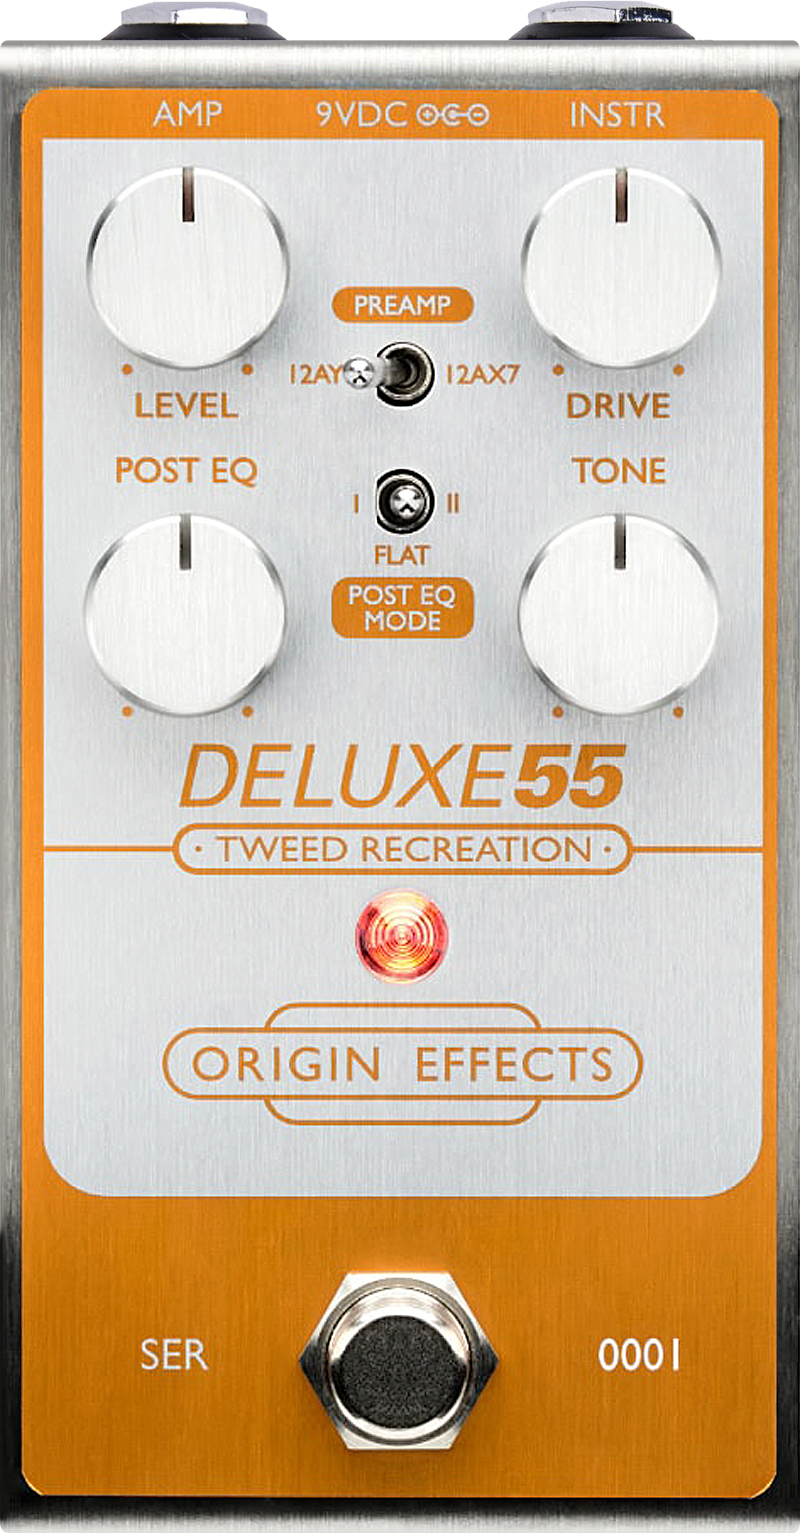 AMP 9VDC INSTR
PREAMP
12AY 12AX7
LEVEL DRIVE
POST EQ TONE
I II
FLAT
POST EQ
MODE
DELUXE55
· TWEED RECREATION ·
ORIGIN EFFECTS
SER 0001